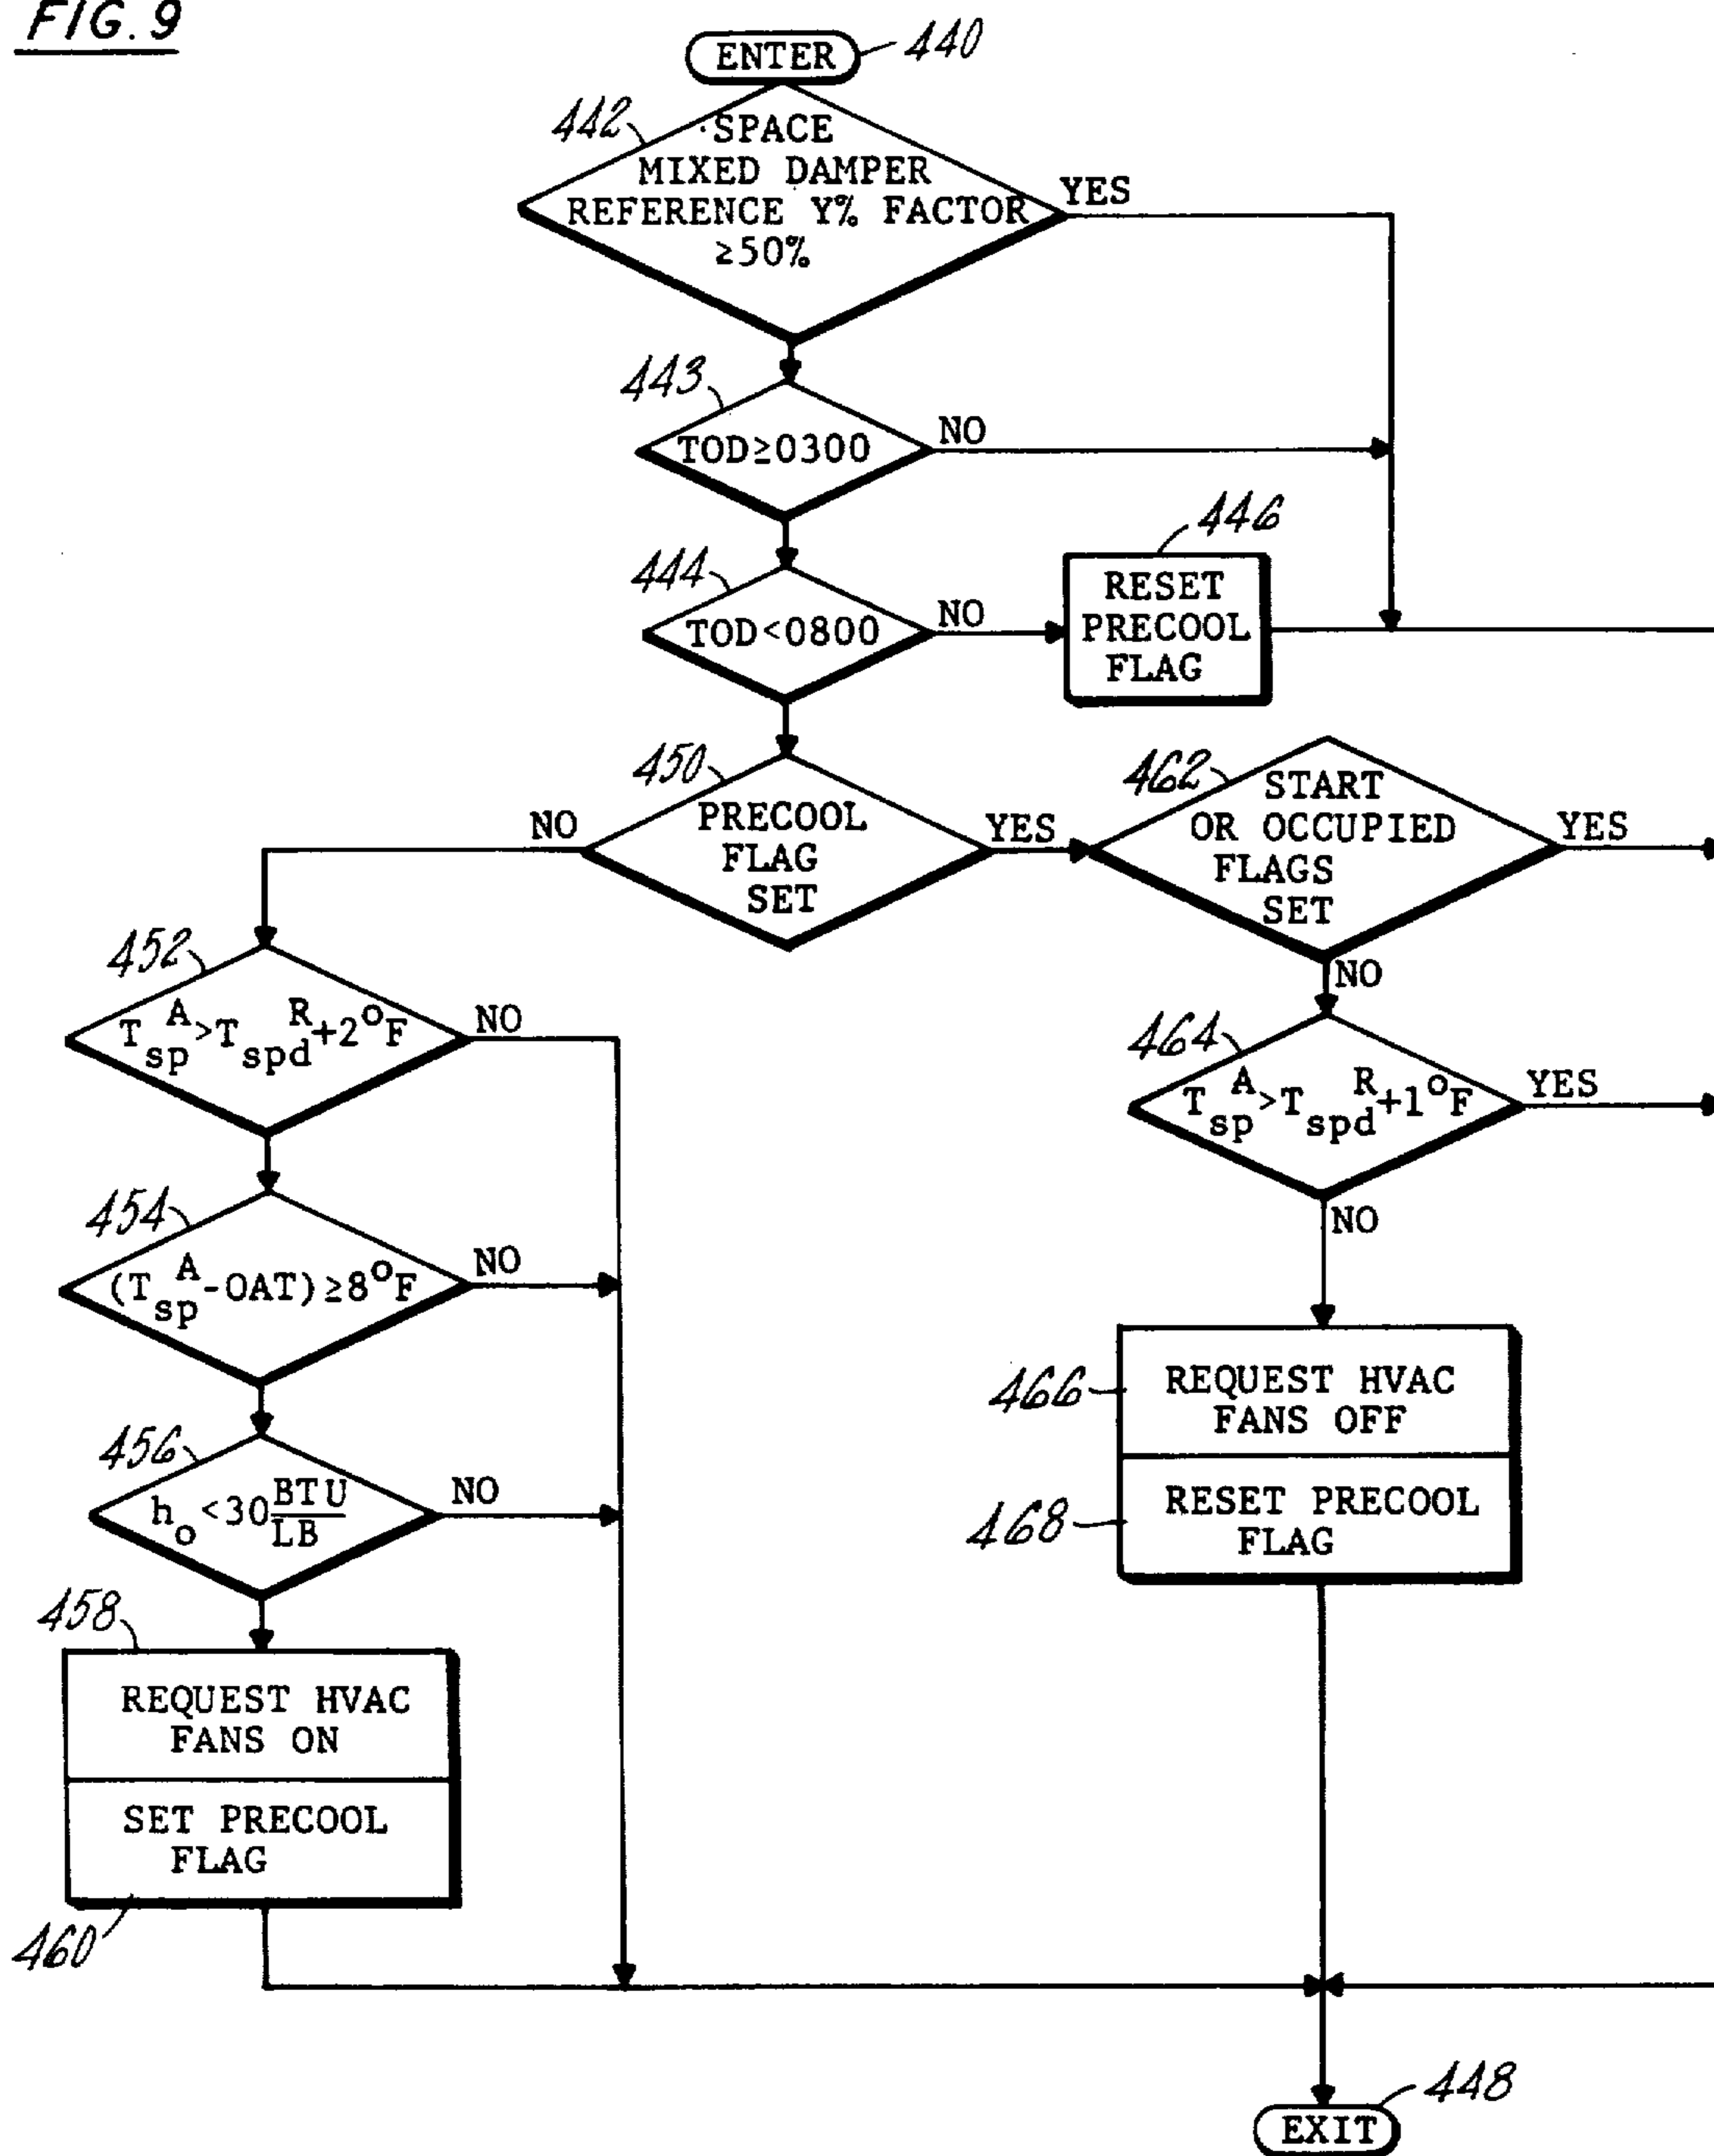 FIG. 9
ENTER
440
442
SPACE
MIXED DAMPER
REFERENCE Y% FACTOR
≥50%
YES
443
TOD≥0300
NO
446
444
TOD<0800
NO
RESET
PRECOOL
FLAG
450
PRECOOL
FLAG
SET
NO
YES
462
START
OR OCCUPIED
FLAGS
SET
YES
NO
452
T_sp^A>T_spd^R+2°F
NO
464
T_sp^A>T_spd^R+1°F
YES
NO
454
(T_sp^A-OAT)≥8°F
NO
456
h_o<30 BTU/LB
NO
466
REQUEST HVAC
FANS OFF
468
RESET PRECOOL
FLAG
458
REQUEST HVAC
FANS ON
SET PRECOOL
FLAG
460
448
EXIT